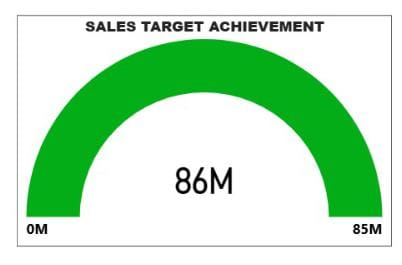 SALES TARGET ACHIEVEMENT
86M
0M 85M